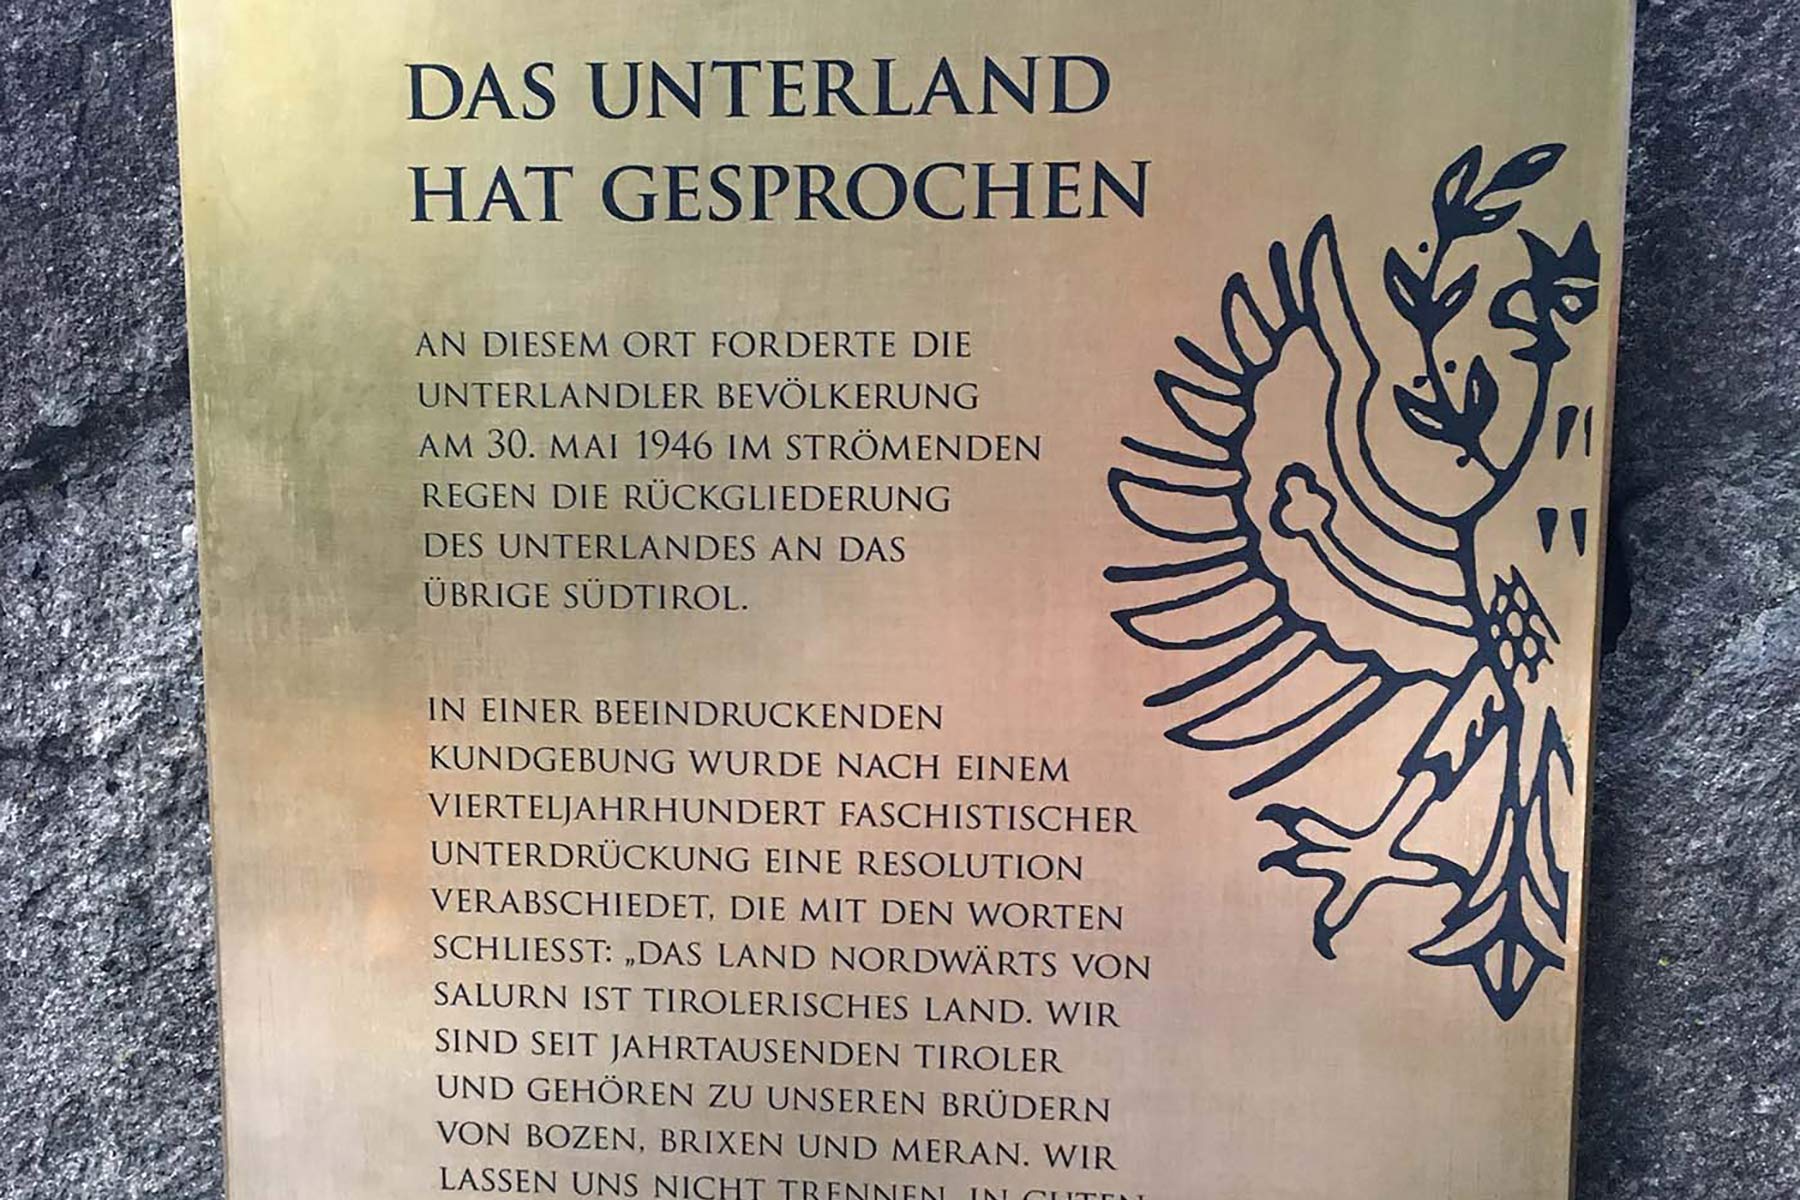 DAS UNTERLAND
HAT GESPROCHEN
AN DIESEM ORT FORDERTE DIE
UNTERLANDLER BEVÖLKERUNG
AM 30. MAI 1946 IM STRÖMENDEN
REGEN DIE RÜCKGLIEDERUNG
DES UNTERLANDES AN DAS
ÜBRIGE SÜDTIROL.
IN EINER BEEINDRUCKENDEN
KUNDGEBUNG WURDE NACH EINEM
VIERTELJAHRHUNDERT FASCHISTISCHER
UNTERDRÜCKUNG EINE RESOLUTION
VERABSCHIEDET, DIE MIT DEN WORTEN
SCHLIESST: „DAS LAND NORDWÄRTS VON
SALURN IST TIROLERISCHES LAND. WIR
SIND SEIT JAHRTAUSENDEN TIROLER
UND GEHÖREN ZU UNSEREN BRÜDERN
VON BOZEN, BRIXEN UND MERAN. WIR
LASSEN UNS NICHT TRENNEN, IN GUTEN